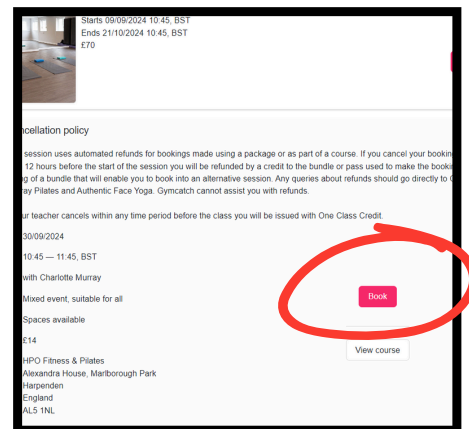 Starts 09/09/2024 10:45, BST
Ends 21/10/2024 10:45, BST
£70
ncellation policy
session uses automated refunds for bookings made using a package or as part of a course. If you cancel your booking
12 hours before the start of the session you will be refunded by a credit to the bundle or pass used to make the bookin
g of a bundle that will enable you to book into an alternative session. Any queries about refunds should go directly to C
ray Pilates and Authentic Face Yoga. Gymcatch cannot assist you with refunds.
ur teacher cancels within any time period before the class you will be issued with One Class Credit.
30/09/2024
10:45 — 11:45, BST
with Charlotte Murray
Mixed event, suitable for all
Book
Spaces available
£14
View course
HPO Fitness & Pilates
Alexandra House, Marlborough Park
Harpenden
England
AL5 1NL